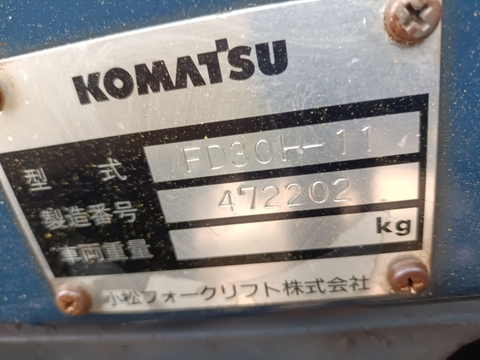 KOMATSU
型 式 FD30H-11
製造番号 472202
車両重量 kg
小松フォークリフト株式会社